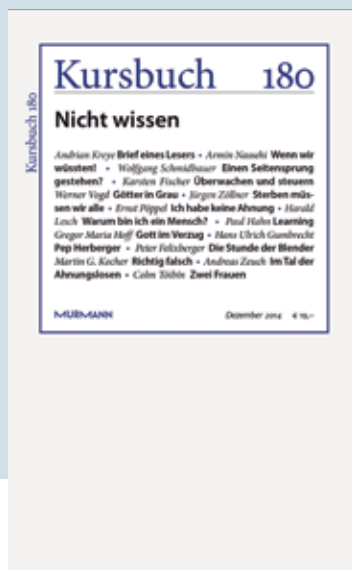 Kursbuch 180
Kursbuch 180
Nicht wissen
Andrian Kreye Brief eines Lesers • Armin Nassehi Wenn wir
wüssten! • Wolfgang Schmidbauer Einen Seitensprung
gestehen? • Karsten Fischer Überwachen und steuern
Werner Vogd Götter in Grau • Jürgen Zöllner Sterben müs-
sen wir alle • Ernst Pöppel Ich habe keine Ahnung • Harald
Lesch Warum bin ich ein Mensch? • Paul Hahn Learning
Gregor Maria Hoff Gott im Verzug • Hans Ulrich Gumbrecht
Pep Herberger • Peter Felixberger Die Stunde der Blender
Martin G. Kocher Richtig falsch • Andreas Zeuch Im Tal der
Ahnungslosen • Colm Tóibín Zwei Frauen
MURMANN
Dezember 2014 € 19,–